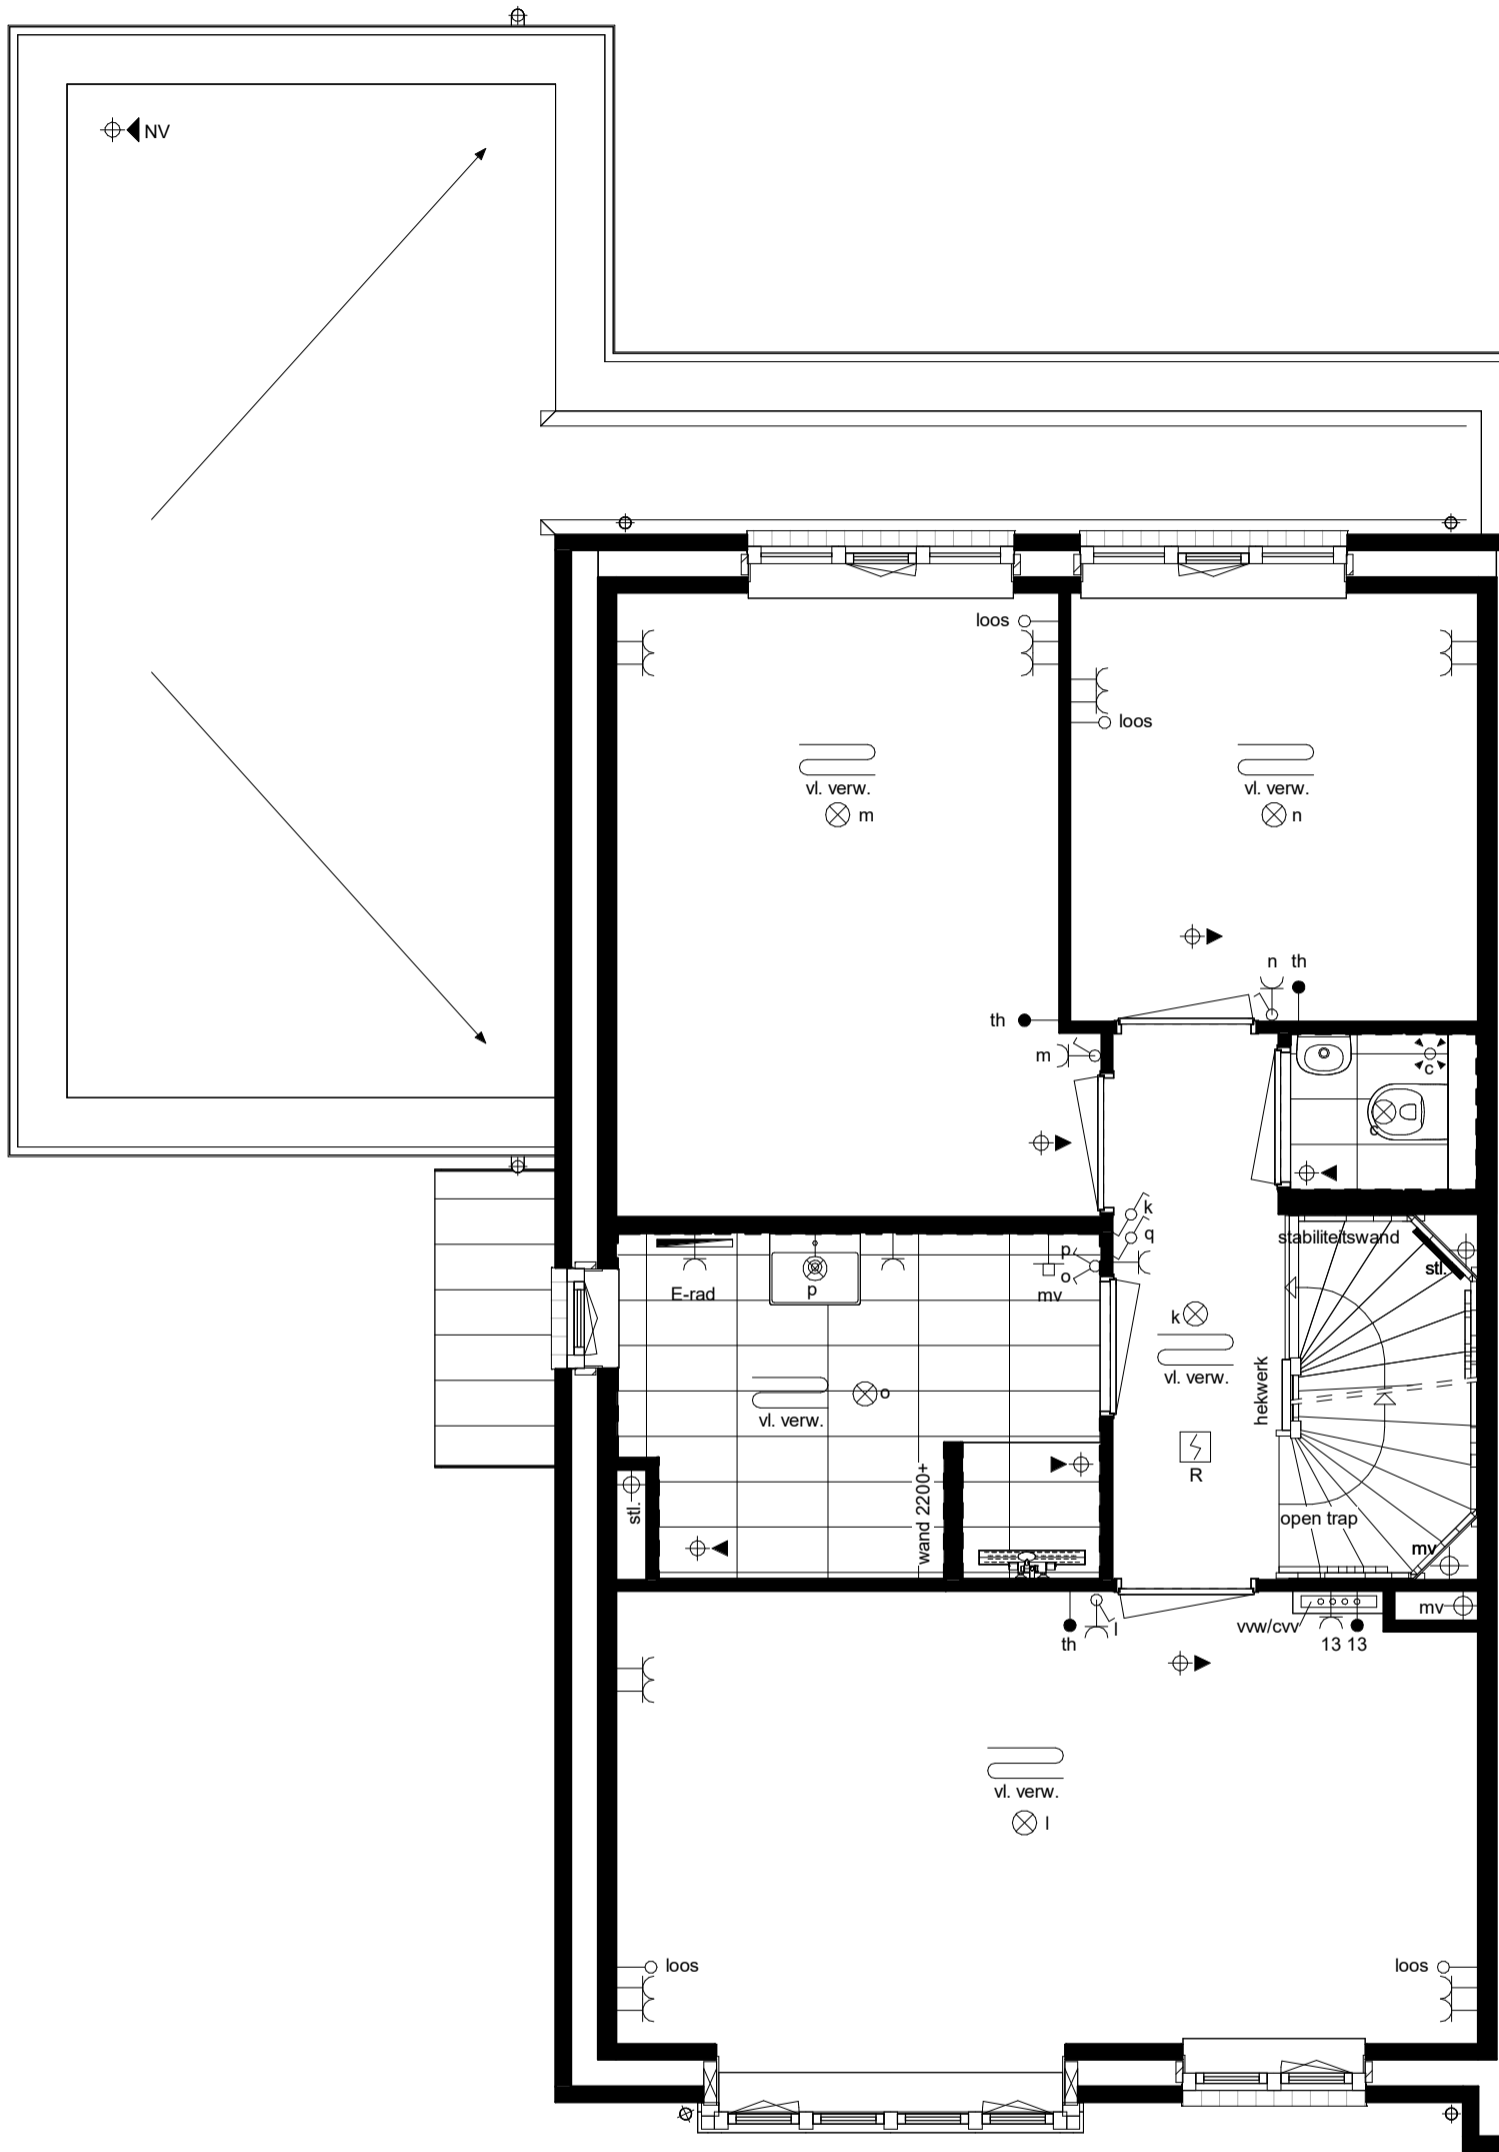 NV
loos
loos
vl. verw.
m
vl. verw.
n
n th
th
m
c
c
k
q
stabiliteitswand
stl.
p
o
E-rad
p
mv
k
vl. verw.
hekwerk
vl. verw.
o
R
wand 2200+
stl.
open trap
mv
mv
th
l
vvw/cvv
13 13
vl. verw.
l
loos
loos